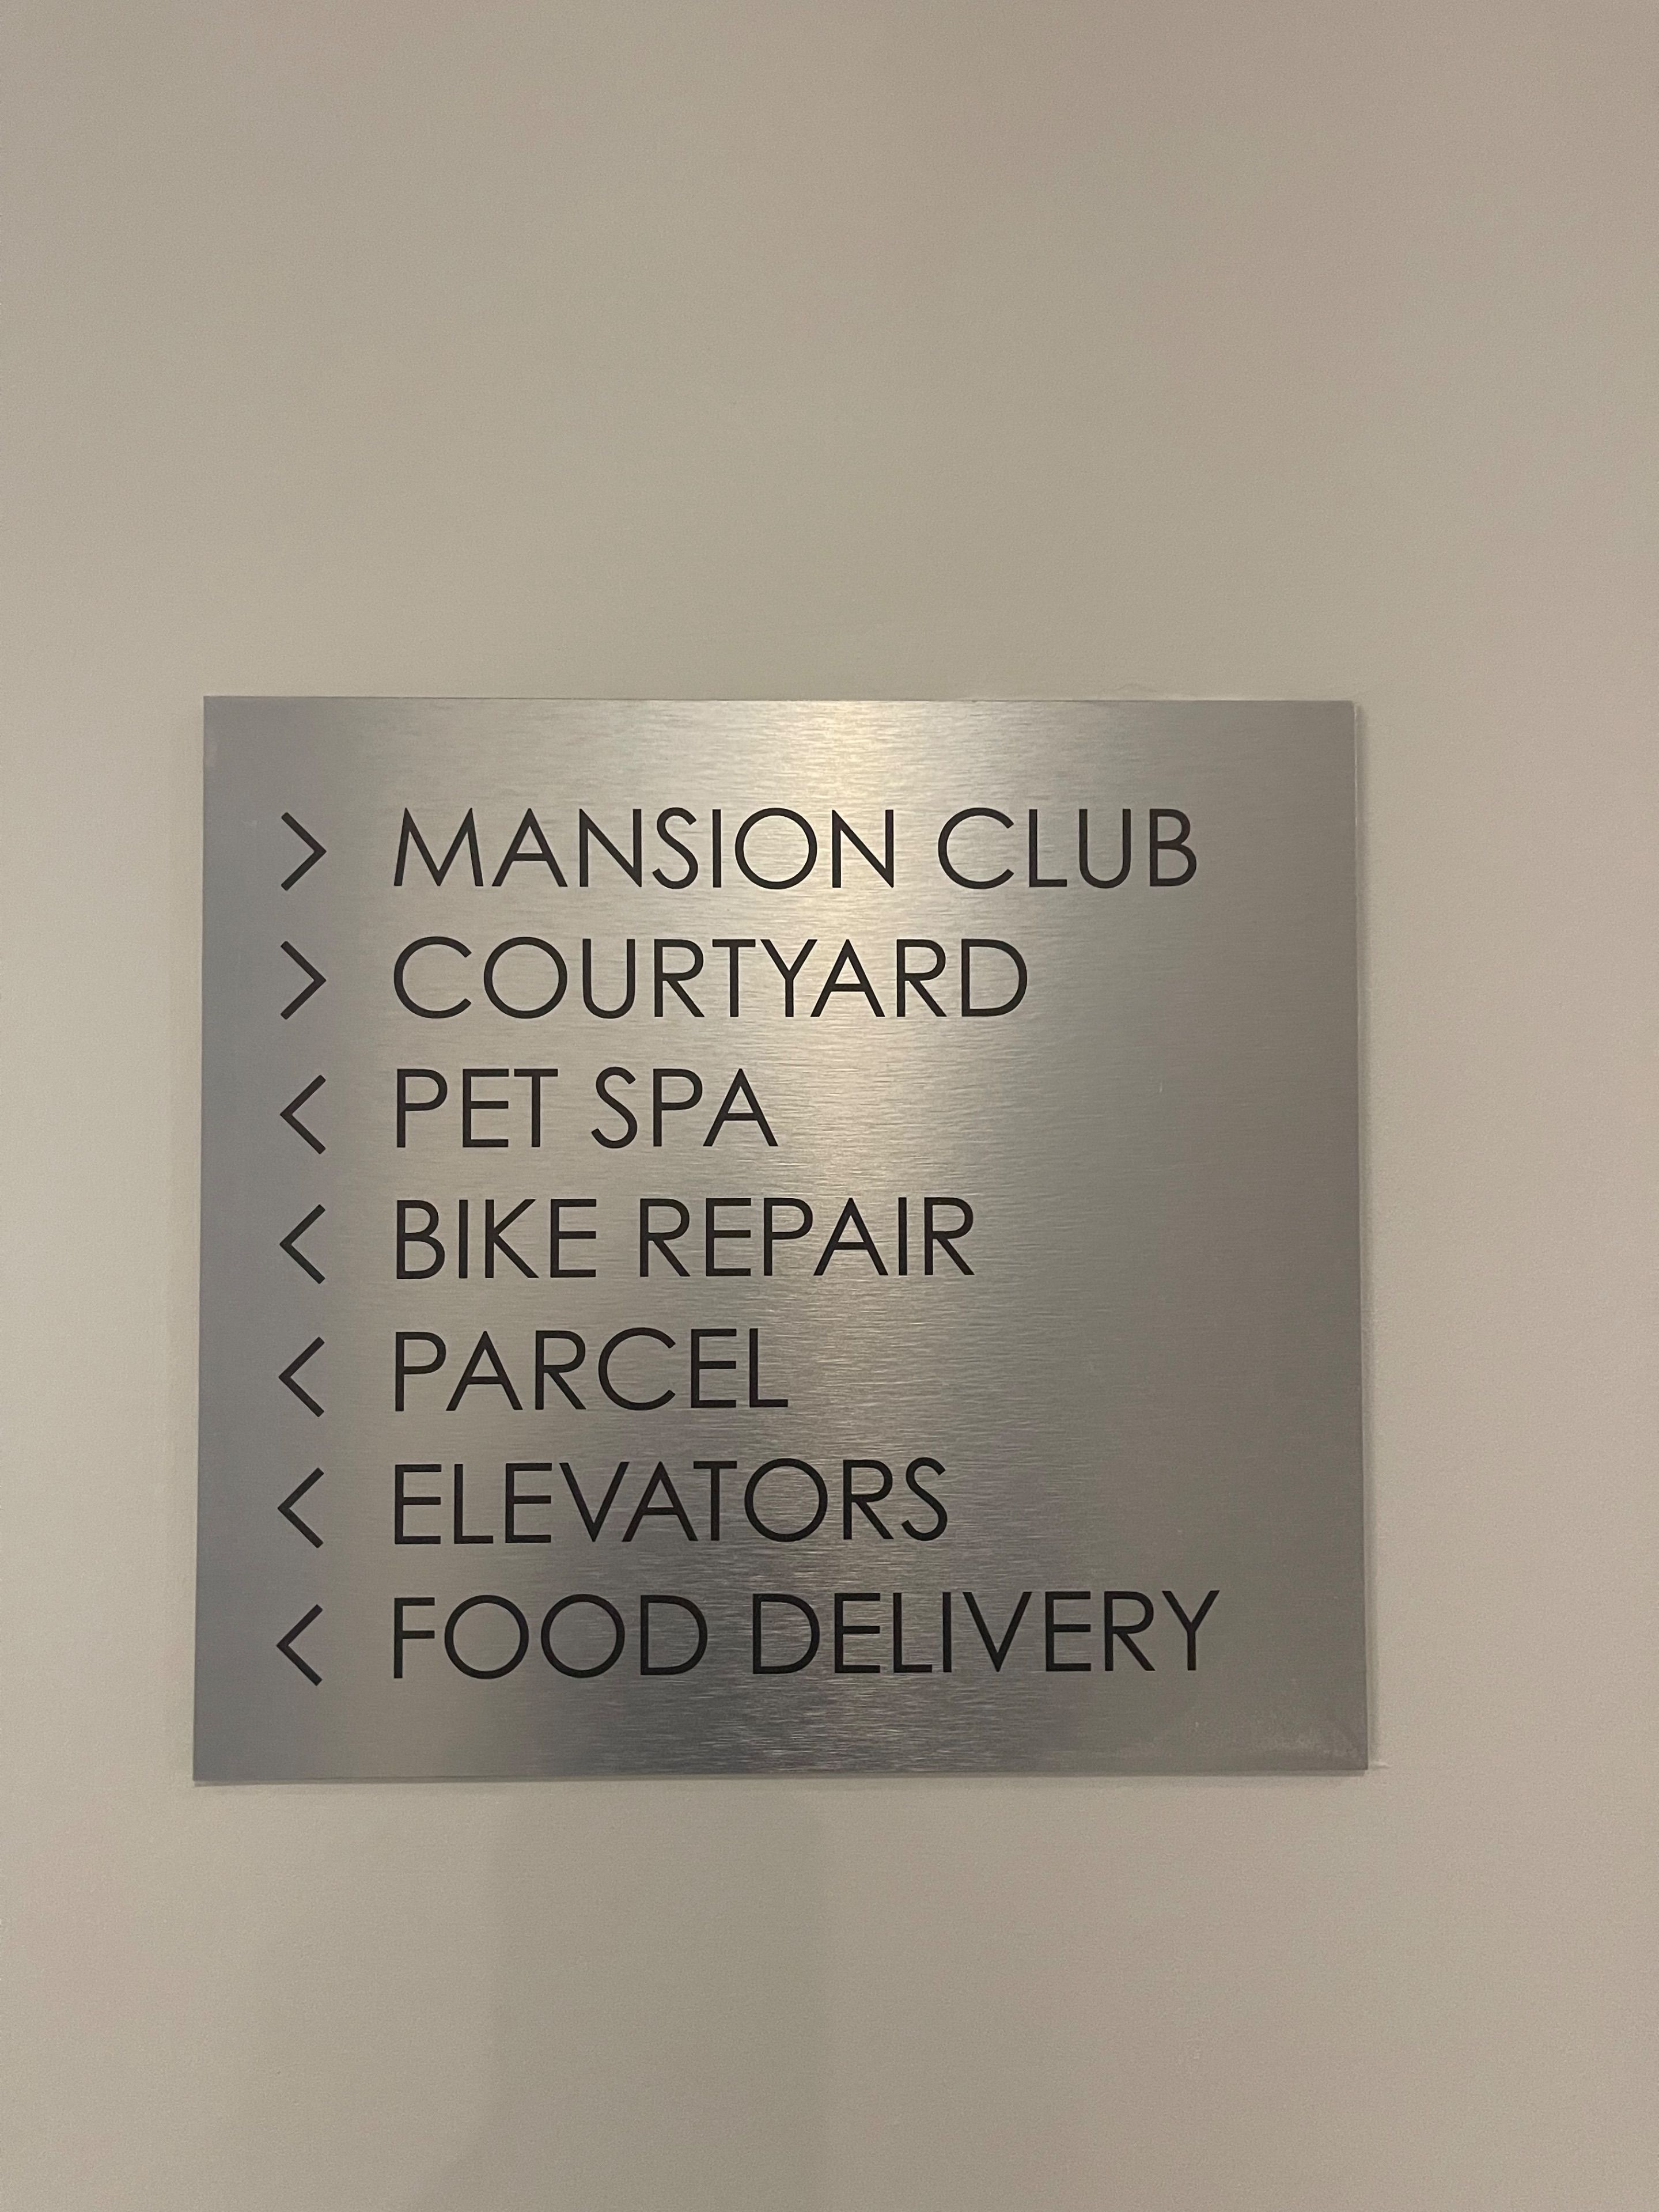 > MANSION CLUB
> COURTYARD
< PET SPA
< BIKE REPAIR
< PARCEL
< ELEVATORS
< FOOD DELIVERY